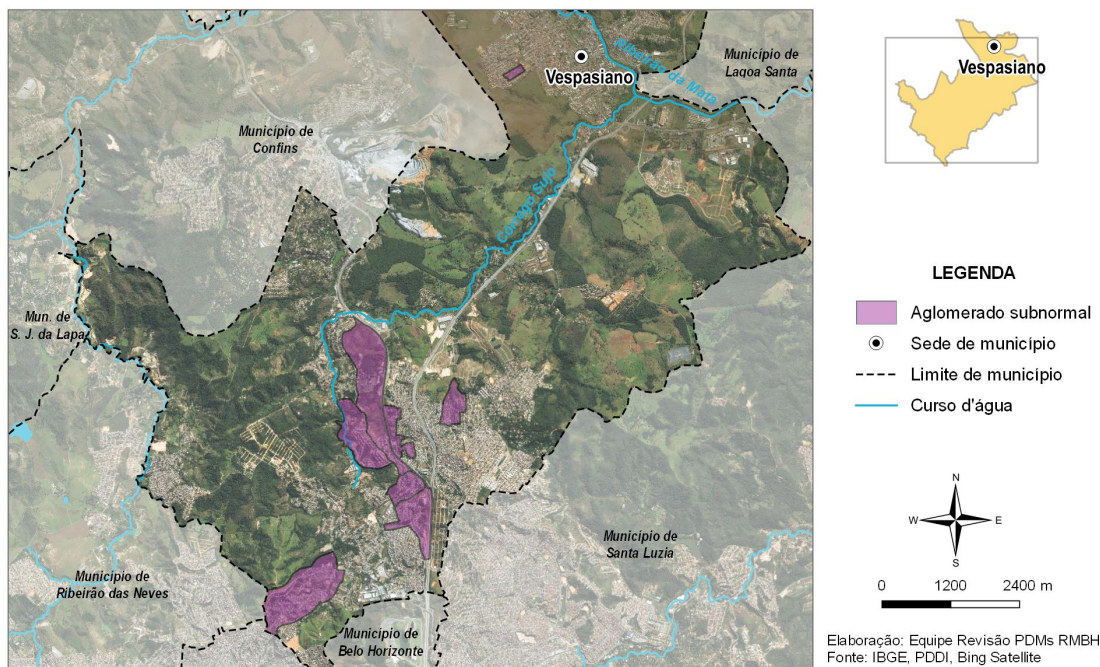 Município de
Lagoa Santa
Ribeirão da Mata
Vespasiano
Município de
Confins
Córrego Sujo
Mun. de
S. J. da Lapa
Município de
Santa Luzia
Município de
Ribeirão das Neves
Município de
Belo Horizonte
Vespasiano
LEGENDA
Aglomerado subnormal
Sede de município
Limite de município
Curso d'água
N
W
E
S
0 1200 2400 m
Elaboração: Equipe Revisão PDMs RMBH
Fonte: IBGE, PDDI, Bing Satellite